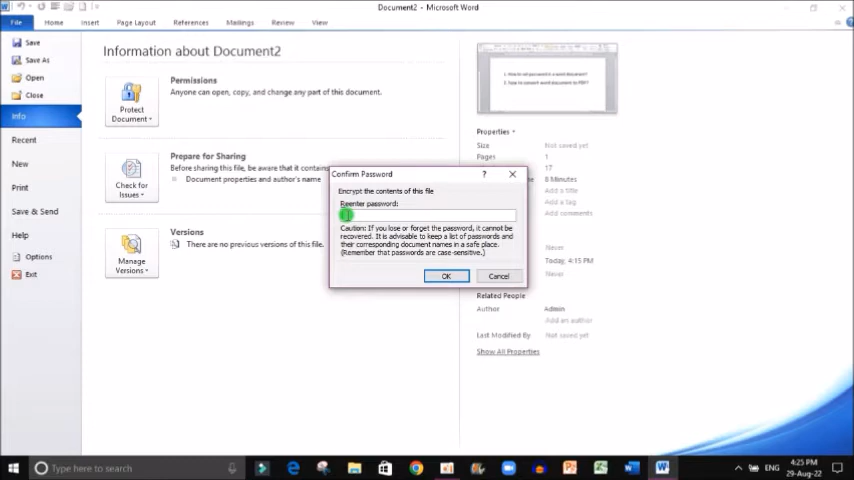 Document2 - Microsoft Word
File Home Insert Page Layout References Mailings Review View
Save
Save As
Open
Close
Info
Recent
New
Print
Save & Send
Help
Options
Exit
Information about Document2
Protect
Document
Permissions
Anyone can open, copy, and change any part of this document.
Check for
Issues
Prepare for Sharing
Before sharing this file, be aware that it contains
Document properties and author's name
Manage
Versions
Versions
There are no previous versions of this file.
Confirm Password
Encrypt the contents of this file
Reenter password:
Caution: If you lose or forget the password, it cannot be
recovered. It is advisable to keep a list of passwords and
their corresponding document names in a safe place.
(Remember that passwords are case-sensitive.)
OK Cancel
Properties
Size Not saved yet
Pages 1
17
8 Minutes
Add a title
Add a tag
Add comments
Never
Today, 4:15 PM
Never
Related People
Author Admin
Add an author
Last Modified By Not saved yet
Show All Properties
Type here to search
ENG
4:25 PM
29-Aug-22